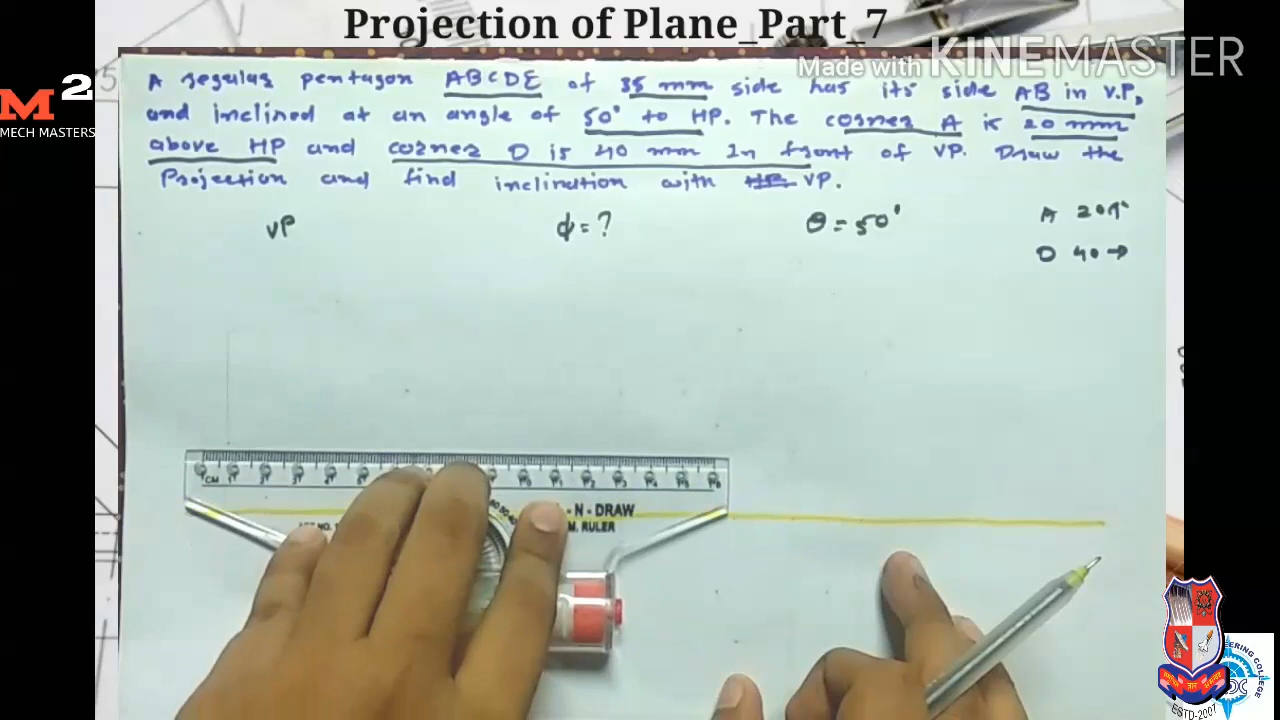 Projection of Plane_Part_7
Made with KINEMASTER
M2
MECH MASTERS
A regular pentagon ABCDE of 35 mm side has its side AB in V.P,
and inclined at an angle of 50° to HP. The corner A is 20 mm
above HP and corner D is 40 mm In front of VP. Draw the
Projection and find inclination with HP VP.
VP ϕ = ? θ = 50° A 20↑
D 40 →
CM
- N - DRAW
M. RULER
ESTD-2007